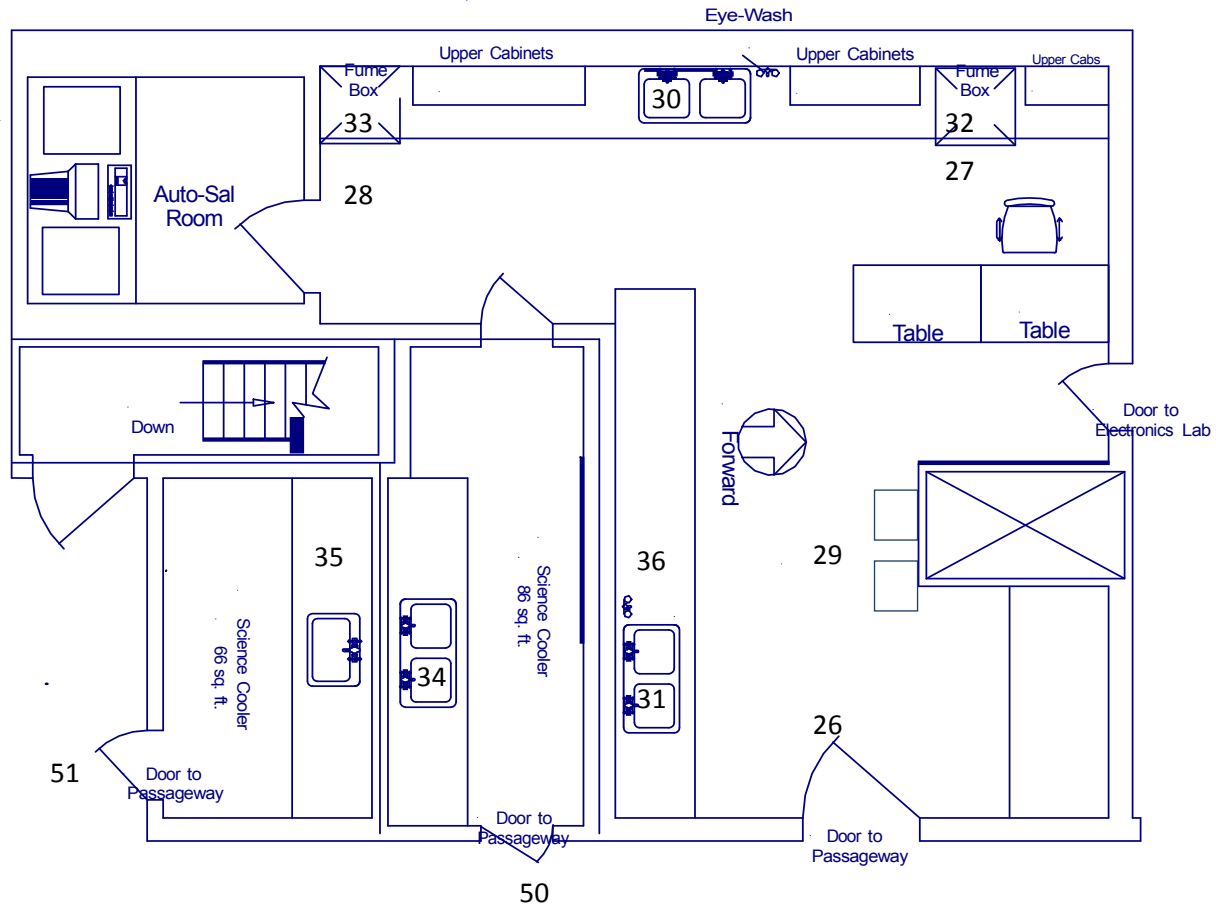 Eye-Wash
Upper Cabinets
Upper Cabinets
Upper Cabs
Fume
Box
Fume
Box
30
33
32
27
28
Auto-Sal
Room
Table
Table
Down
Door to
Electronics Lab
Forward
35
36
29
Science Cooler
66 sq. ft.
Science Cooler
86 sq. ft.
34
31
26
51
Door to
Passageway
Door to
Passageway
Door to
Passageway
50